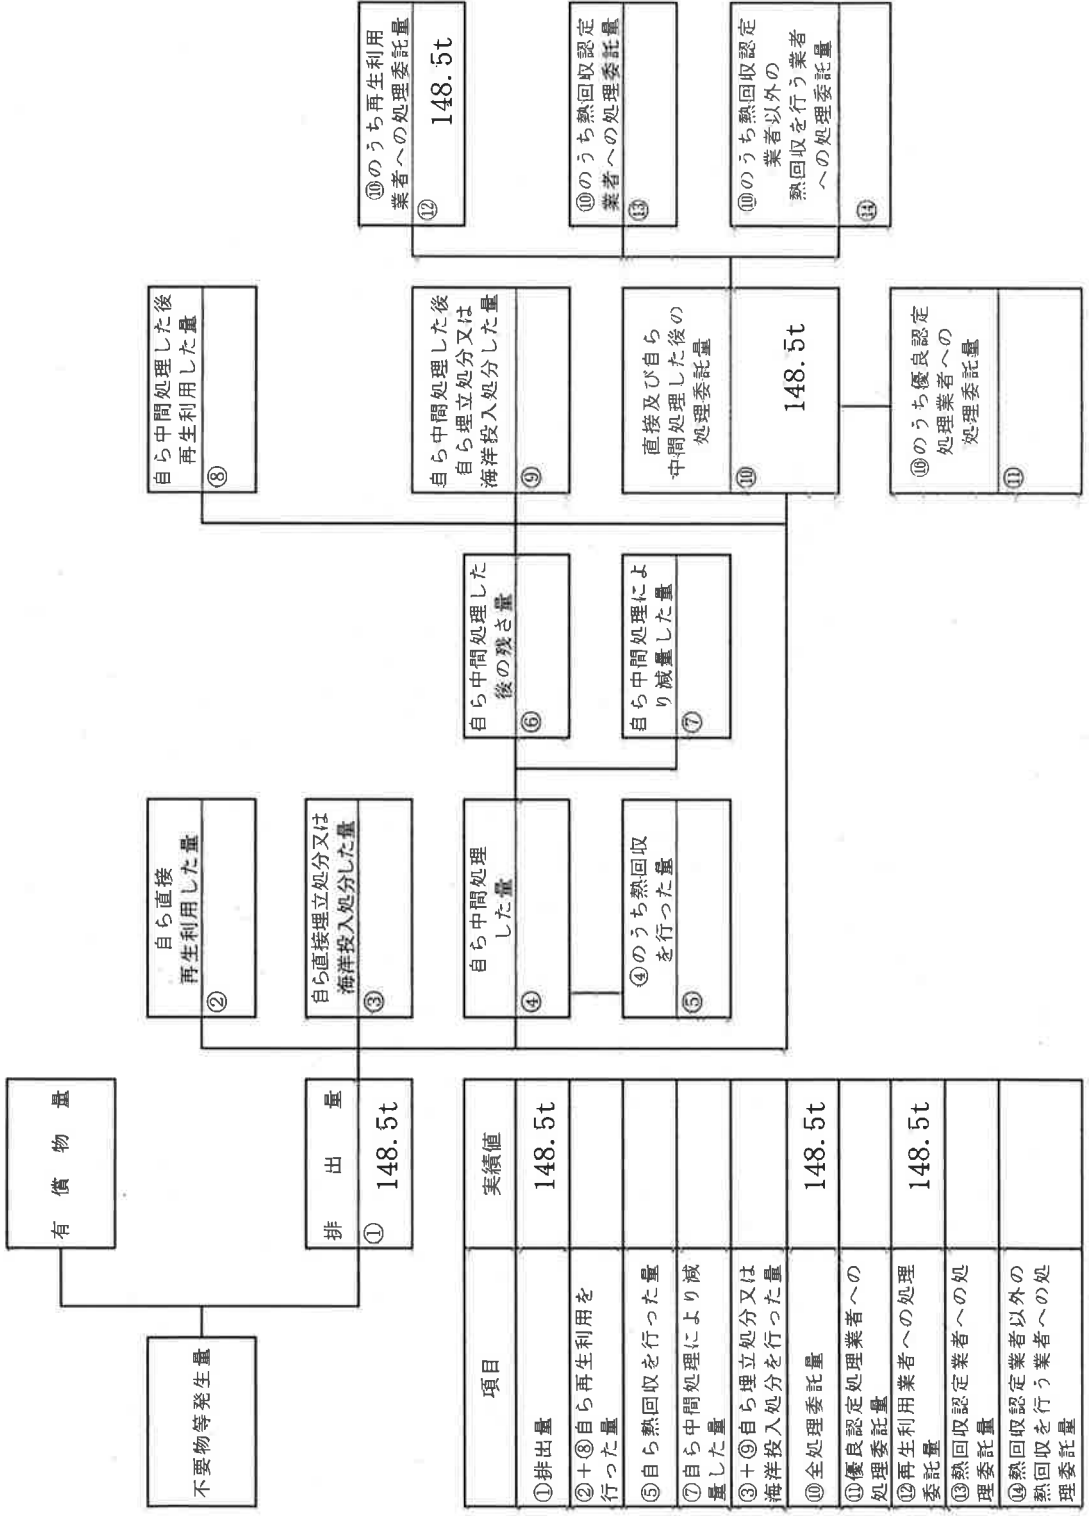 不要物等発生量
有償物量
排出量
① 148.5t
自ら直接
再生利用した量
②
自ら直接埋立処分又は
海洋投入処分した量
③
自ら中間処理
した量
④
④のうち熱回収
を行った量
⑤
自ら中間処理した
後の残さ量
⑥
自ら中間処理によ
り減量した量
⑦
自ら中間処理した後
再生利用した量
⑧
自ら中間処理した後
自ら埋立処分又は
海洋投入処分した量
⑨
直接及び自ら
中間処理した後の
処理委託量
⑩ 148.5t
⑩のうち優良認定
処理業者への
処理委託量
⑪
⑩のうち再生利用
業者への処理委託量
⑫ 148.5t
⑩のうち熱回収認定
業者への処理委託量
⑬
⑩のうち熱回収認定
業者以外の
熱回収を行う業者
への処理委託量
⑭
項目 実績値
①排出量 148.5t
②＋⑧自ら再生利用を
行った量
⑤自ら熱回収を行った量
⑦自ら中間処理により減
量した量
③＋⑨自ら埋立処分又は
海洋投入処分を行った量
⑩全処理委託量 148.5t
⑪優良認定処理業者への
処理委託量
⑫再生利用業者への処理
委託量 148.5t
⑬熱回収認定業者への処
理委託量
⑭熱回収認定業者以外の
熱回収を行う業者への処
理委託量